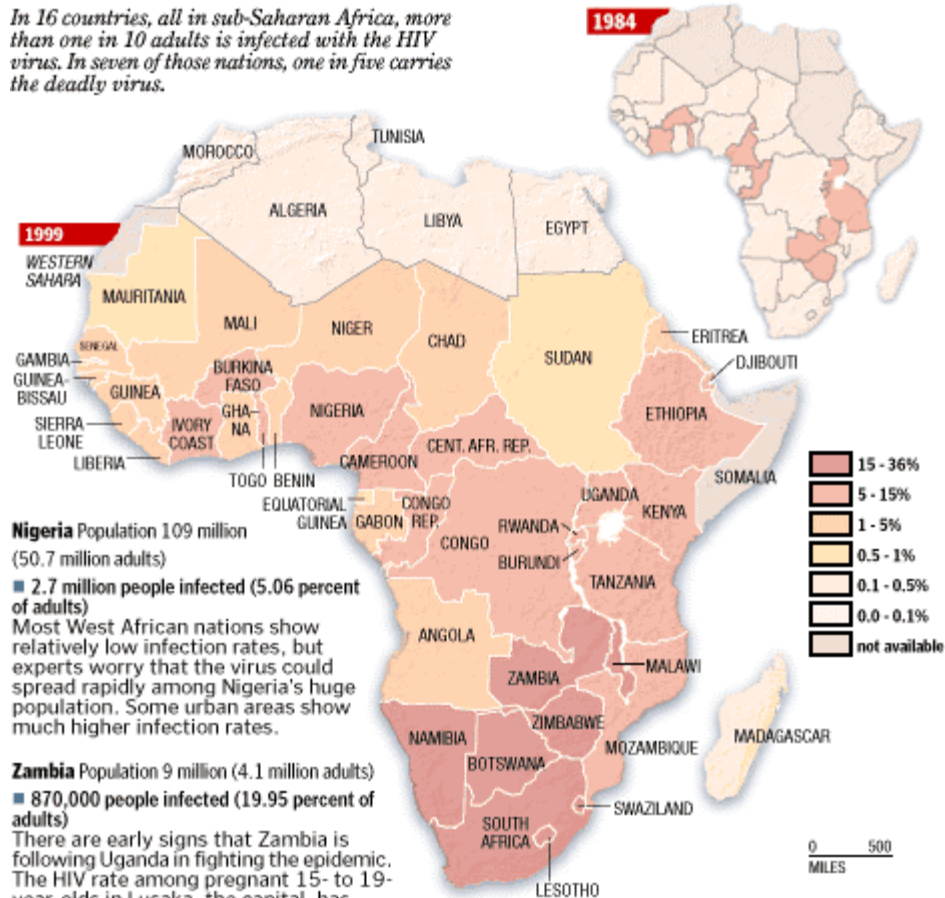 In 16 countries, all in sub-Saharan Africa, more
than one in 10 adults is infected with the HIV
virus. In seven of those nations, one in five carries
the deadly virus.
1984
1999
MOROCCO
TUNISIA
ALGERIA
LIBYA
EGYPT
WESTERN
SAHARA
MAURITANIA
MALI
NIGER
CHAD
SUDAN
ERITREA
DJIBOUTI
SENEGAL
GAMBIA
GUINEA-
BISSAU
GUINEA
BURKINA
FASO
SIERRA
LEONE
LIBERIA
IVORY
COAST
GHA-
NA
TOGO
BENIN
NIGERIA
CAMEROON
CENT. AFR. REP.
ETHIOPIA
SOMALIA
EQUATORIAL
GUINEA
GABON
CONGO
REP.
CONGO
UGANDA
KENYA
RWANDA
BURUNDI
TANZANIA
ANGOLA
ZAMBIA
MALAWI
NAMIBIA
ZIMBABWE
BOTSWANA
MOZAMBIQUE
MADAGASCAR
SWAZILAND
SOUTH
AFRICA
LESOTHO
15 - 36%
5 - 15%
1 - 5%
0.5 - 1%
0.1 - 0.5%
0.0 - 0.1%
not available
0 500
MILES
Nigeria Population 109 million
(50.7 million adults)
■ 2.7 million people infected (5.06 percent
of adults)
Most West African nations show
relatively low infection rates, but
experts worry that the virus could
spread rapidly among Nigeria's huge
population. Some urban areas show
much higher infection rates.
Zambia Population 9 million (4.1 million adults)
■ 870,000 people infected (19.95 percent of
adults)
There are early signs that Zambia is
following Uganda in fighting the epidemic.
The HIV rate among pregnant 15- to 19-
year-olds in Lusaka, the capital, has